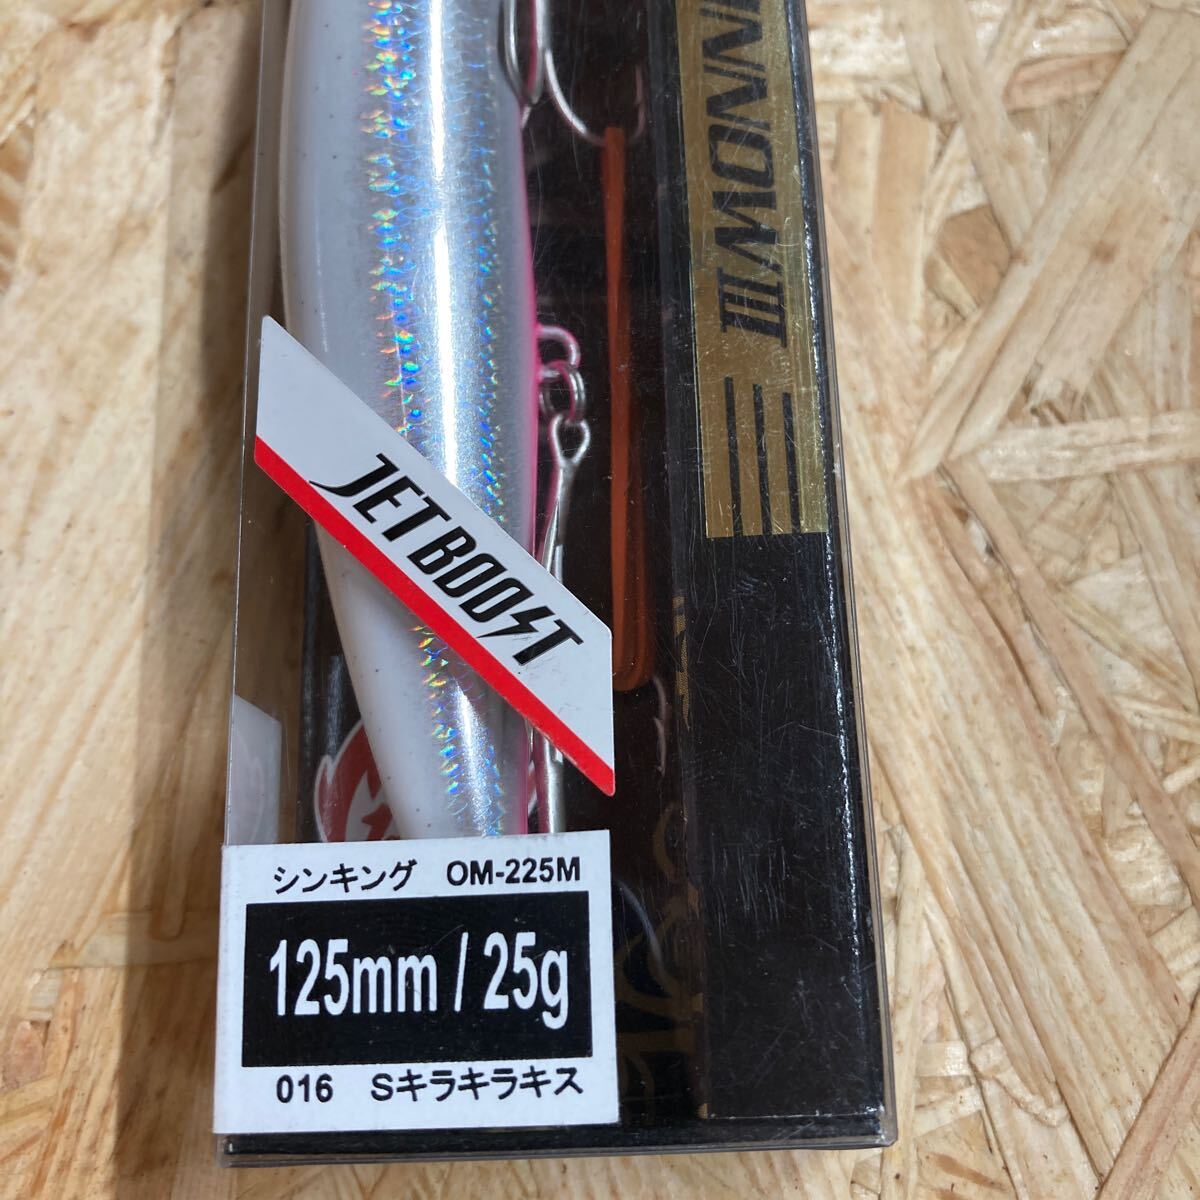 INNOW III
JET BOOST
シンキング OM-225M
125mm / 25g
016 Sキラキラキス